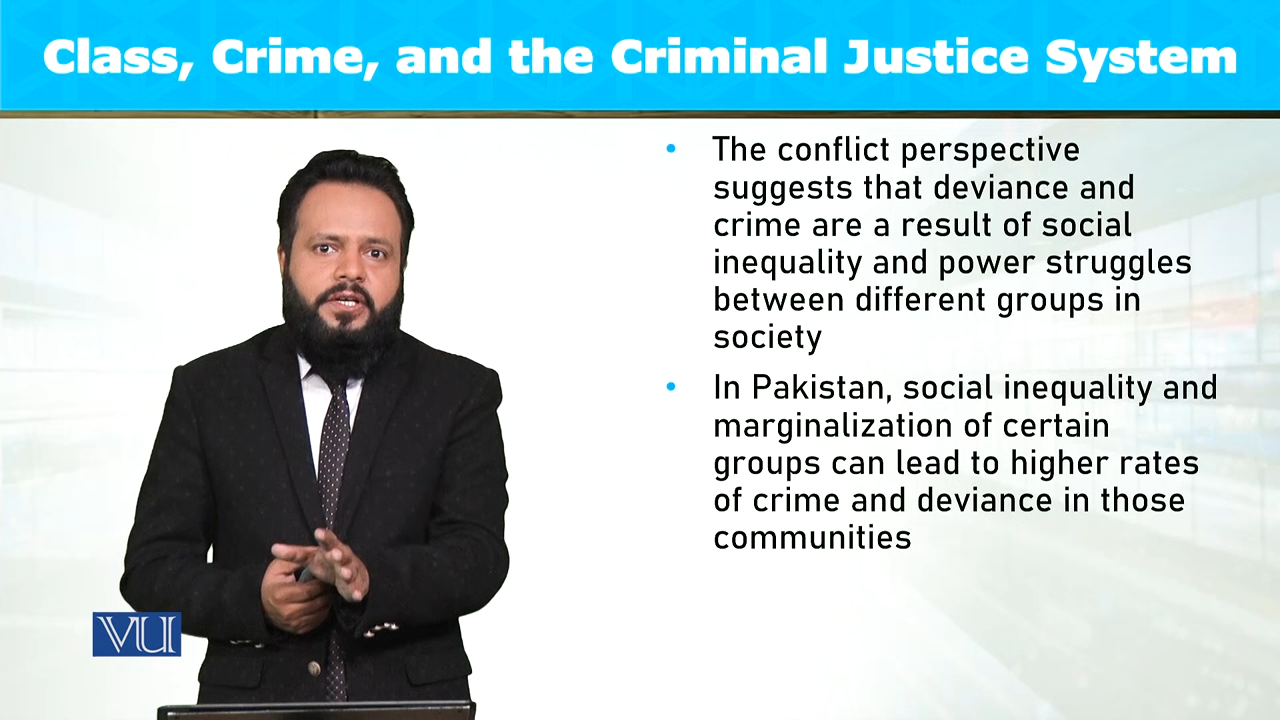 Class, Crime, and the Criminal Justice System
• The conflict perspective
suggests that deviance and
crime are a result of social
inequality and power struggles
between different groups in
society
• In Pakistan, social inequality and
marginalization of certain
groups can lead to higher rates
of crime and deviance in those
communities
VU